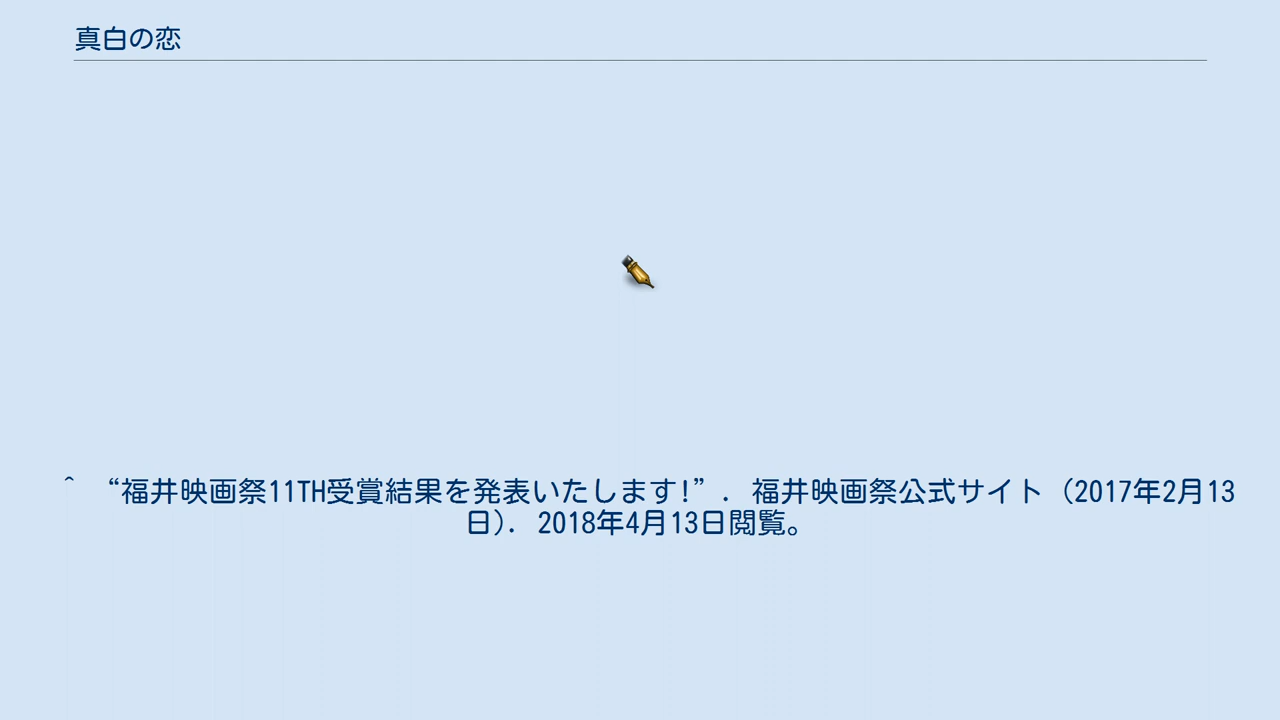 真白の恋
^ “福井映画祭11TH受賞結果を発表いたします!”. 福井映画祭公式サイト (2017年2月13
日). 2018年4月13日閲覧。